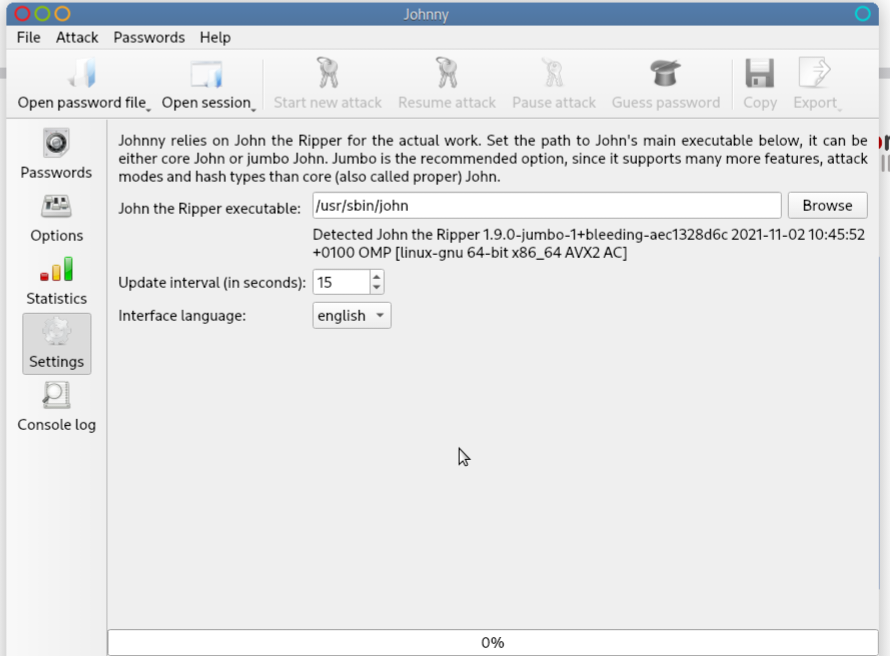 Johnny
File Attack Passwords Help
Open password file Open session Start new attack Resume attack Pause attack Guess password Copy Export
Passwords
Options
Statistics
Settings
Console log
Johnny relies on John the Ripper for the actual work. Set the path to John's main executable below, it can be
either core John or jumbo John. Jumbo is the recommended option, since it supports many more features, attack
modes and hash types than core (also called proper) John.
John the Ripper executable: /usr/sbin/john Browse
Detected John the Ripper 1.9.0-jumbo-1+bleeding-aec1328d6c 2021-11-02 10:45:52
+0100 OMP [linux-gnu 64-bit x86_64 AVX2 AC]
Update interval (in seconds): 15
Interface language: english
0%